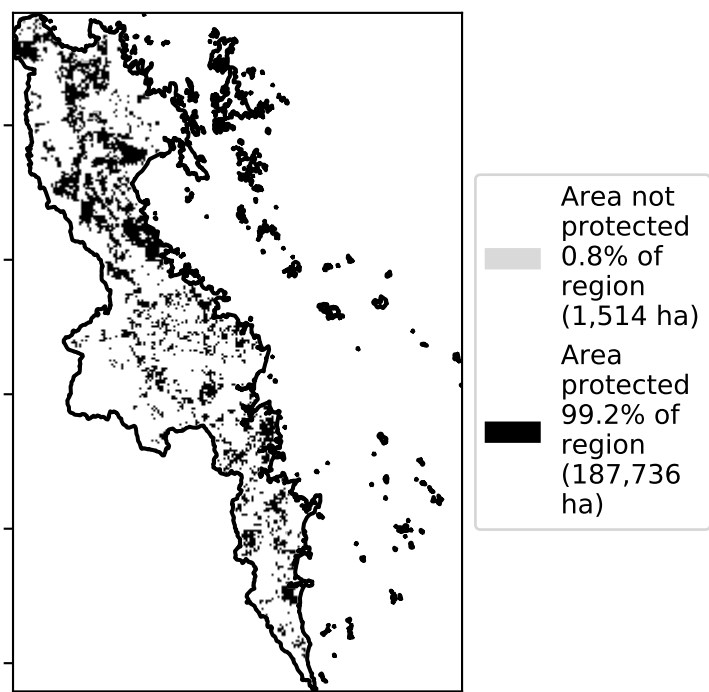 Area not
protected
0.8% of
region
(1,514 ha)
Area
protected
99.2% of
region
(187,736
ha)